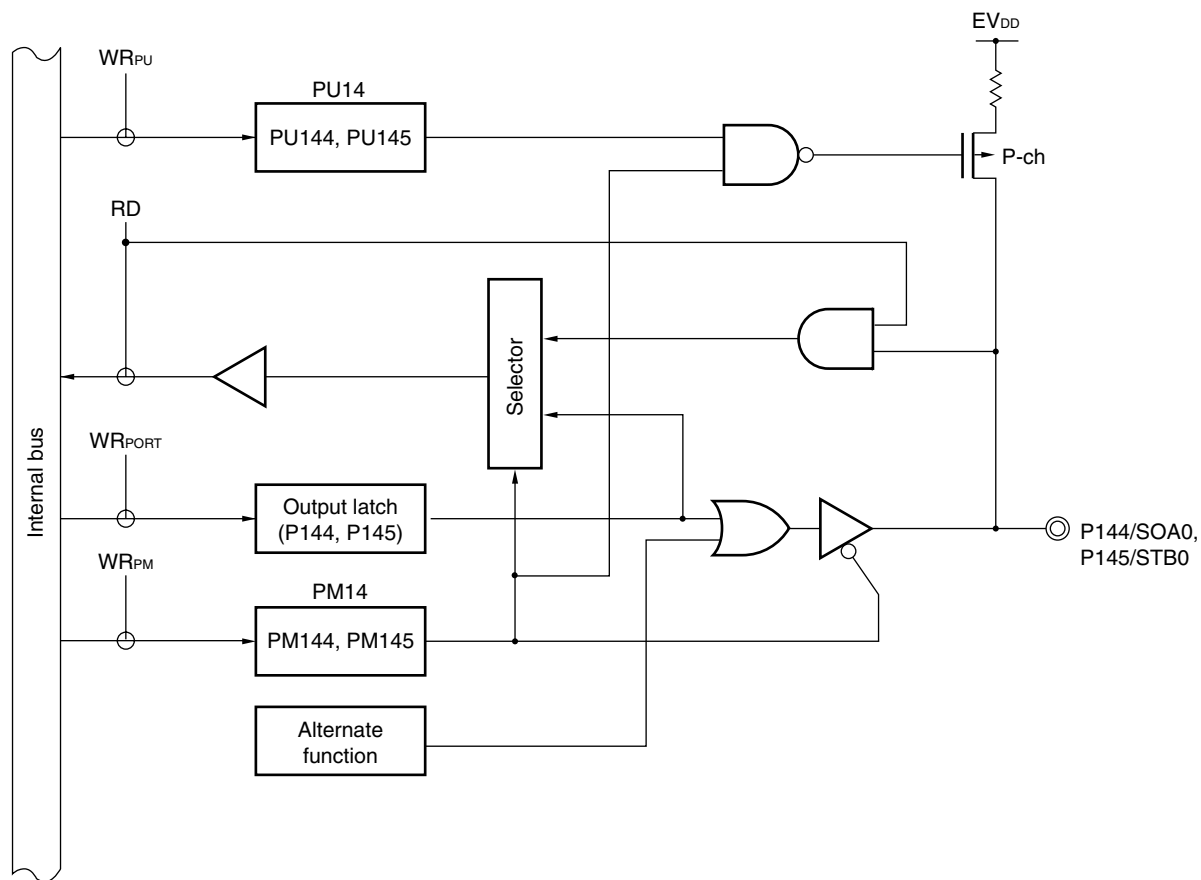 EVDD
WRPU
PU14
PU144, PU145
P-ch
RD
Selector
Internal bus
WRPORT
Output latch
(P144, P145)
P144/SOA0,
P145/STB0
WRPM
PM14
PM144, PM145
Alternate
function